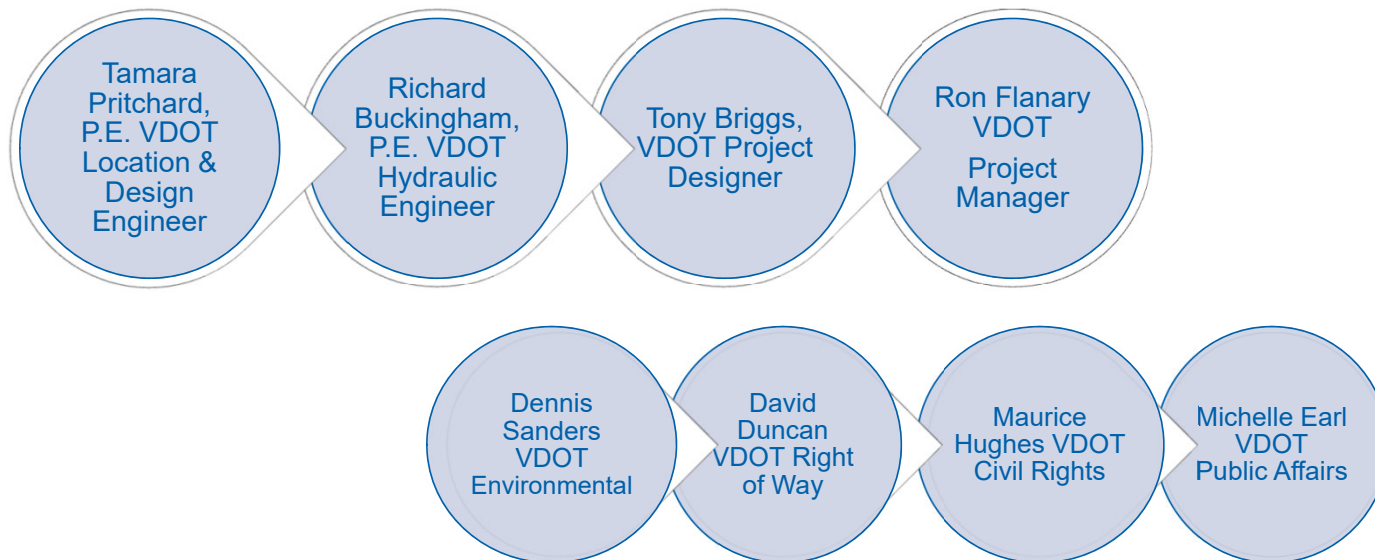 Tamara
Pritchard,
P.E. VDOT
Location &
Design
Engineer
Richard
Buckingham,
P.E. VDOT
Hydraulic
Engineer
Tony Briggs,
VDOT Project
Designer
Ron Flanary
VDOT
Project
Manager
Dennis
Sanders
VDOT
Environmental
David
Duncan
VDOT Right
of Way
Maurice
Hughes VDOT
Civil Rights
Michelle Earl
VDOT
Public Affairs